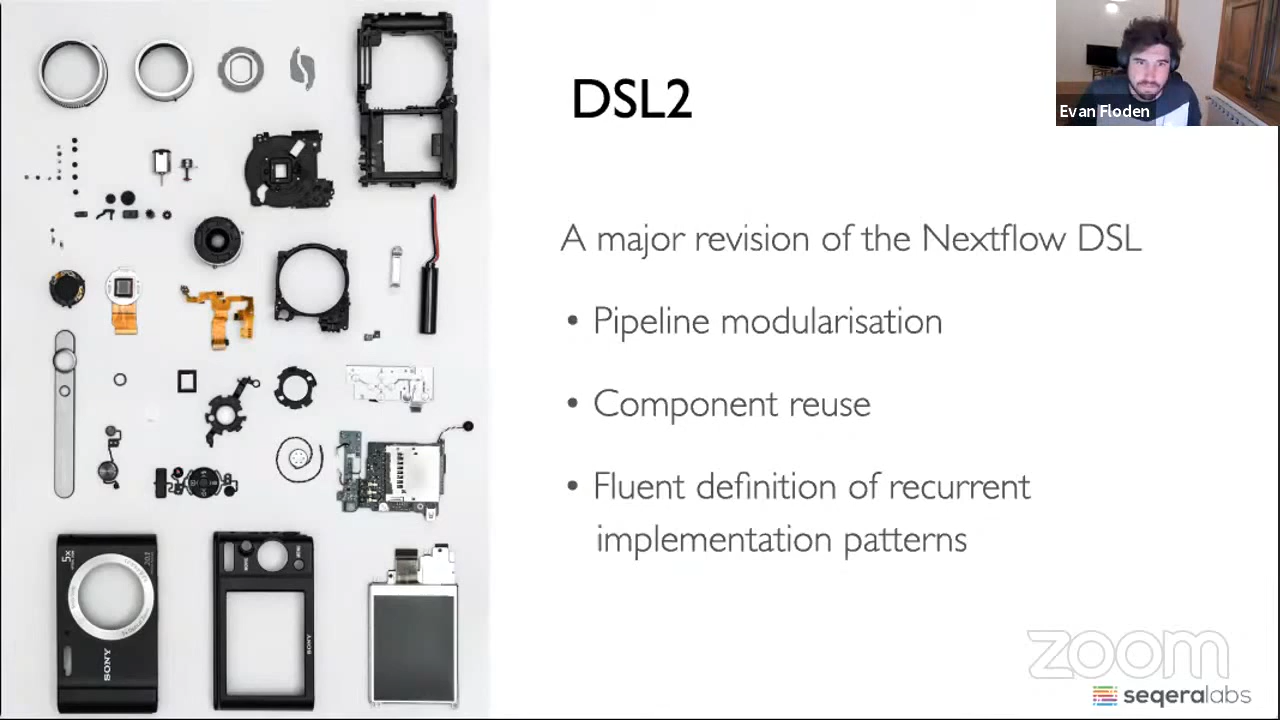 DSL2
Evan Floden
A major revision of the Nextflow DSL
• Pipeline modularisation
• Component reuse
• Fluent definition of recurrent
implementation patterns
5x
SONY
SONY
zoom
seqeralabs